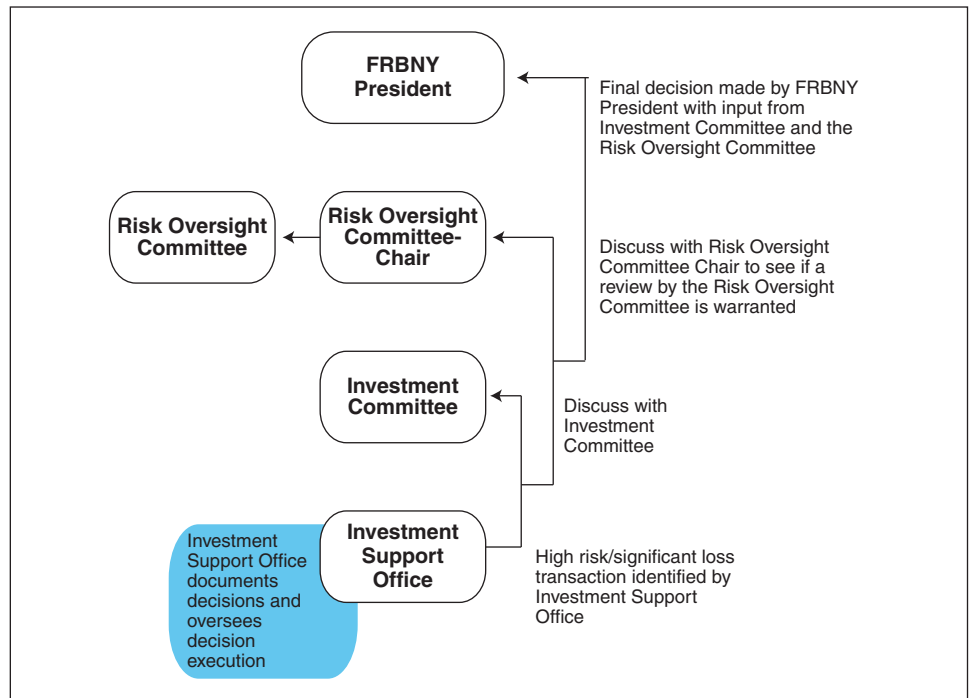 FRBNY
President
Final decision made by FRBNY
President with input from
Investment Committee and the
Risk Oversight Committee
Risk Oversight
Committee
Risk Oversight
Committee-
Chair
Discuss with Risk Oversight
Committee Chair to see if a
review by the Risk Oversight
Committee is warranted
Investment
Committee
Discuss with
Investment
Committee
Investment
Support Office
documents
decisions and
oversees
decision
execution
Investment
Support
Office
High risk/significant loss
transaction identified by
Investment Support
Office